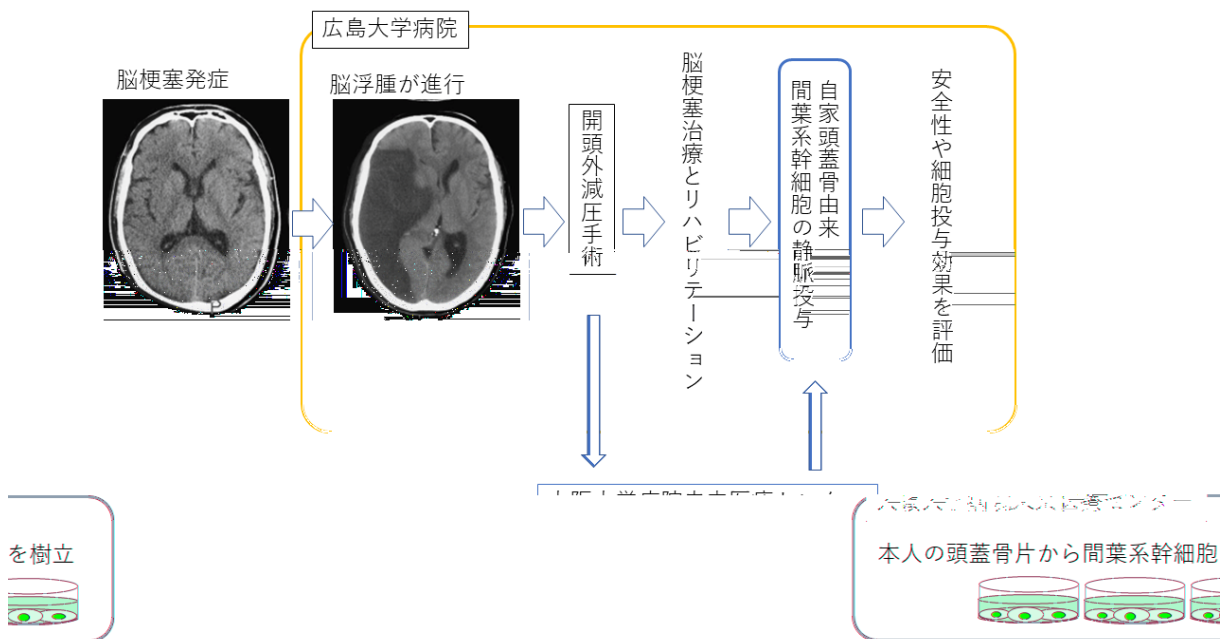 広島大学病院
脳梗塞発症
脳浮腫が進行
開頭外減圧手術
脳梗塞治療とリハビリテーション
自家頭蓋骨由来
間葉系幹細胞の静脈投与
安全性や細胞投与効果を評価
を樹立
本人の頭蓋骨片から間葉系幹細胞